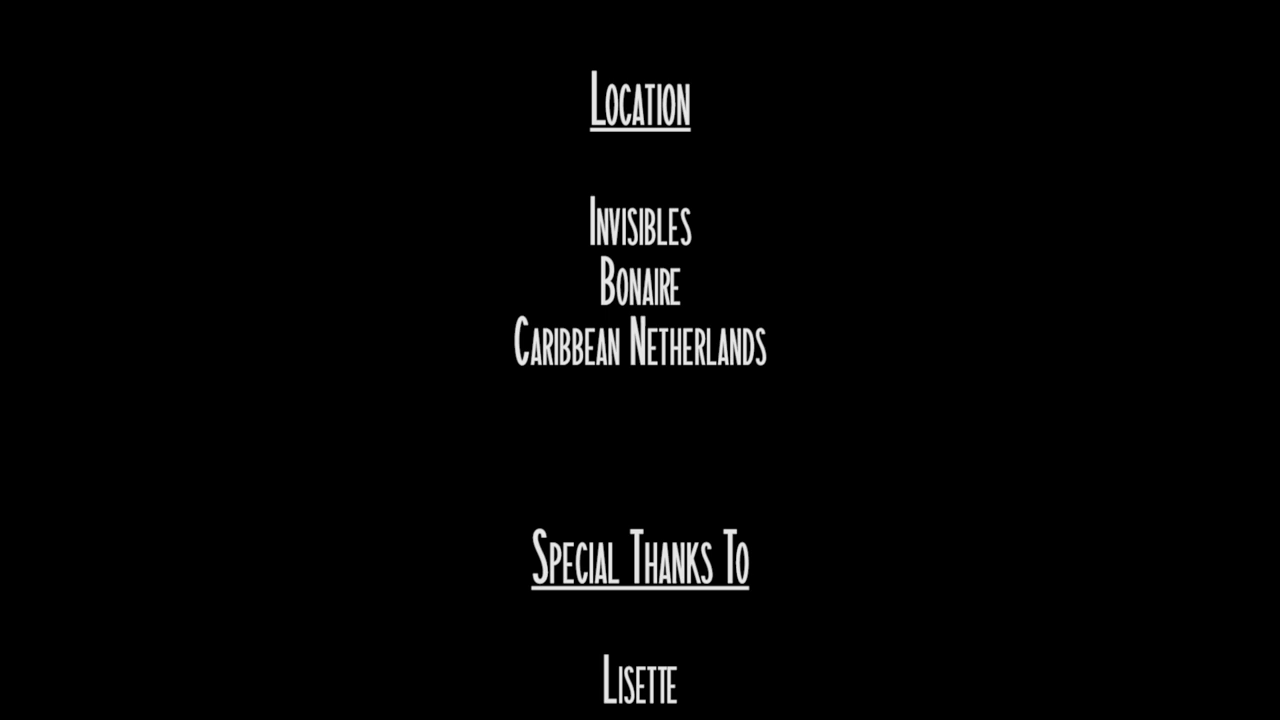 Location
Invisibles
Bonaire
Caribbean Netherlands
Special Thanks To
Lisette